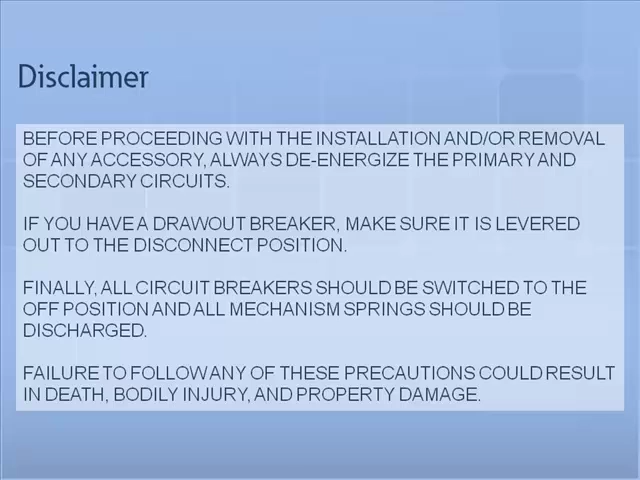 Disclaimer
BEFORE PROCEEDING WITH THE INSTALLATION AND/OR REMOVAL
OF ANY ACCESSORY, ALWAYS DE-ENERGIZE THE PRIMARY AND
SECONDARY CIRCUITS.
IF YOU HAVE A DRAWOUT BREAKER, MAKE SURE IT IS LEVERED
OUT TO THE DISCONNECT POSITION.
FINALLY, ALL CIRCUIT BREAKERS SHOULD BE SWITCHED TO THE
OFF POSITION AND ALL MECHANISM SPRINGS SHOULD BE
DISCHARGED.
FAILURE TO FOLLOW ANY OF THESE PRECAUTIONS COULD RESULT
IN DEATH, BODILY INJURY, AND PROPERTY DAMAGE.